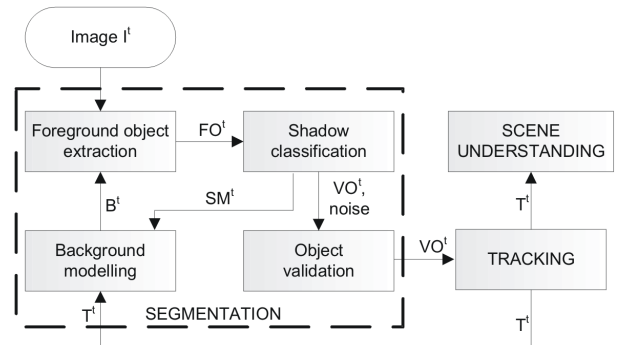 Image I^t
Foreground object
extraction
FO^t
Shadow
classification
SCENE
UNDERSTANDING
B^t
SM^t
VO^t,
noise
T^t
Background
modelling
Object
validation
VO^t
TRACKING
T^t
SEGMENTATION
T^t